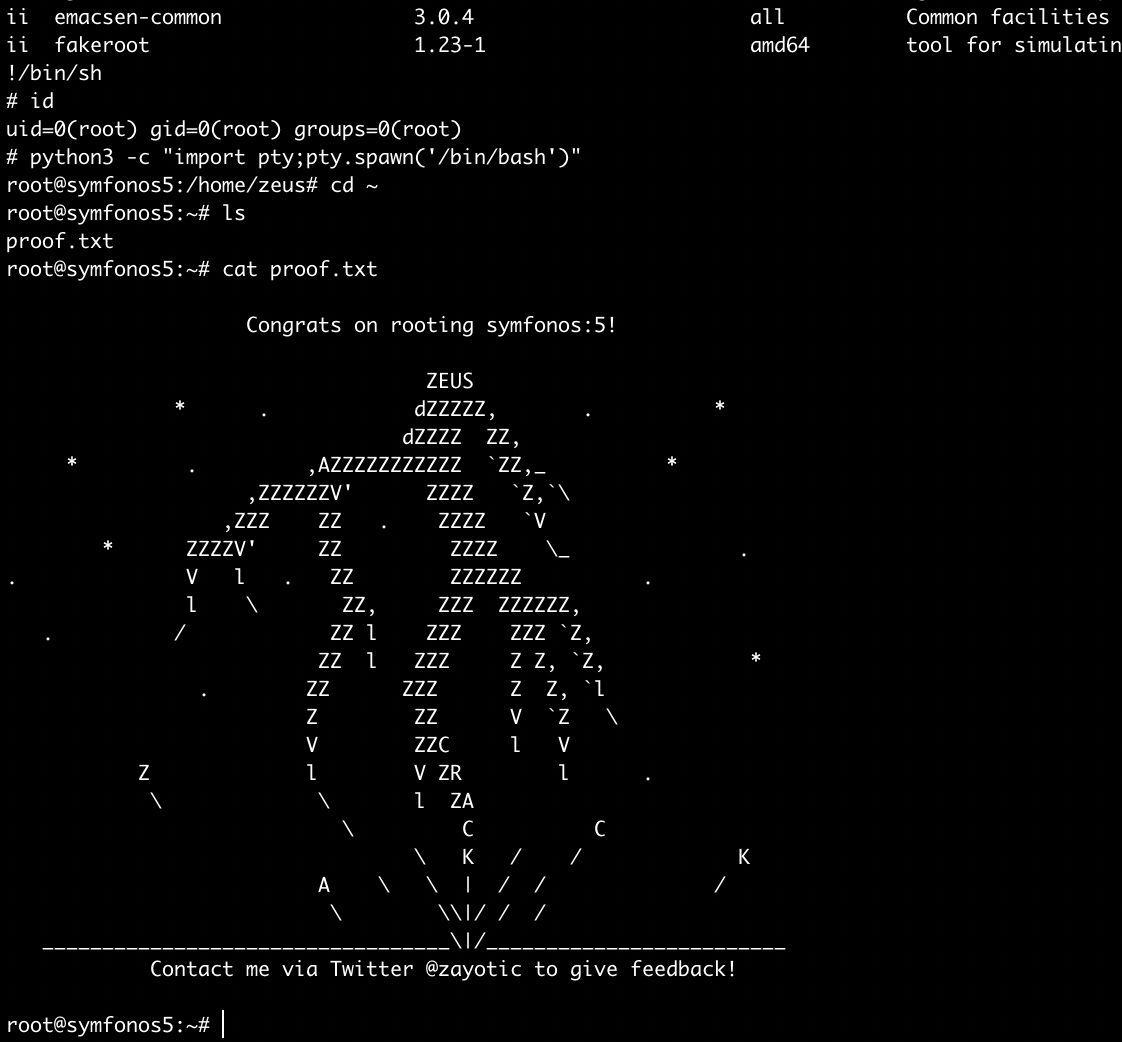 ii  emacsen-common                3.0.4                       all          Common facilities
ii  fakeroot                      1.23-1                      amd64        tool for simulatin
!/bin/sh
# id
uid=0(root) gid=0(root) groups=0(root)
# python3 -c "import pty;pty.spawn('/bin/bash')"
root@symfonos5:/home/zeus# cd ~
root@symfonos5:~# ls
proof.txt
root@symfonos5:~# cat proof.txt
                    Congrats on rooting symfonos:5!
                                   ZEUS
              *      .            dZZZZZ,       .          *
                                 dZZZZ  ZZ,
     *         .         ,AZZZZZZZZZZZ  `ZZ,_          *
                    ,ZZZZZZV'      ZZZZ   `Z,`\
                  ,ZZZ    ZZ   .    ZZZZ   `V
        *      ZZZZV'     ZZ         ZZZZ    \_              .
.              V   l   .   ZZ        ZZZZZZ          .
               l    \       ZZ,     ZZZ  ZZZZZZ,
   .          /            ZZ l    ZZZ    ZZZ `Z,
                          ZZ  l   ZZZ     Z Z, `Z,            *
                .        ZZ      ZZZ      Z  Z, `l
                         Z        ZZ      V  `Z   \
                         V        ZZC     l   V
           Z             l        V ZR        l      .
            \             \       l  ZA
                            \         C          C
                                  \   K   /    /             K
                          A    \   \  |  / /              /
                           \        \\|/ /  /
   __________________________________\|/_________________________
            Contact me via Twitter @zayotic to give feedback!
root@symfonos5:~#